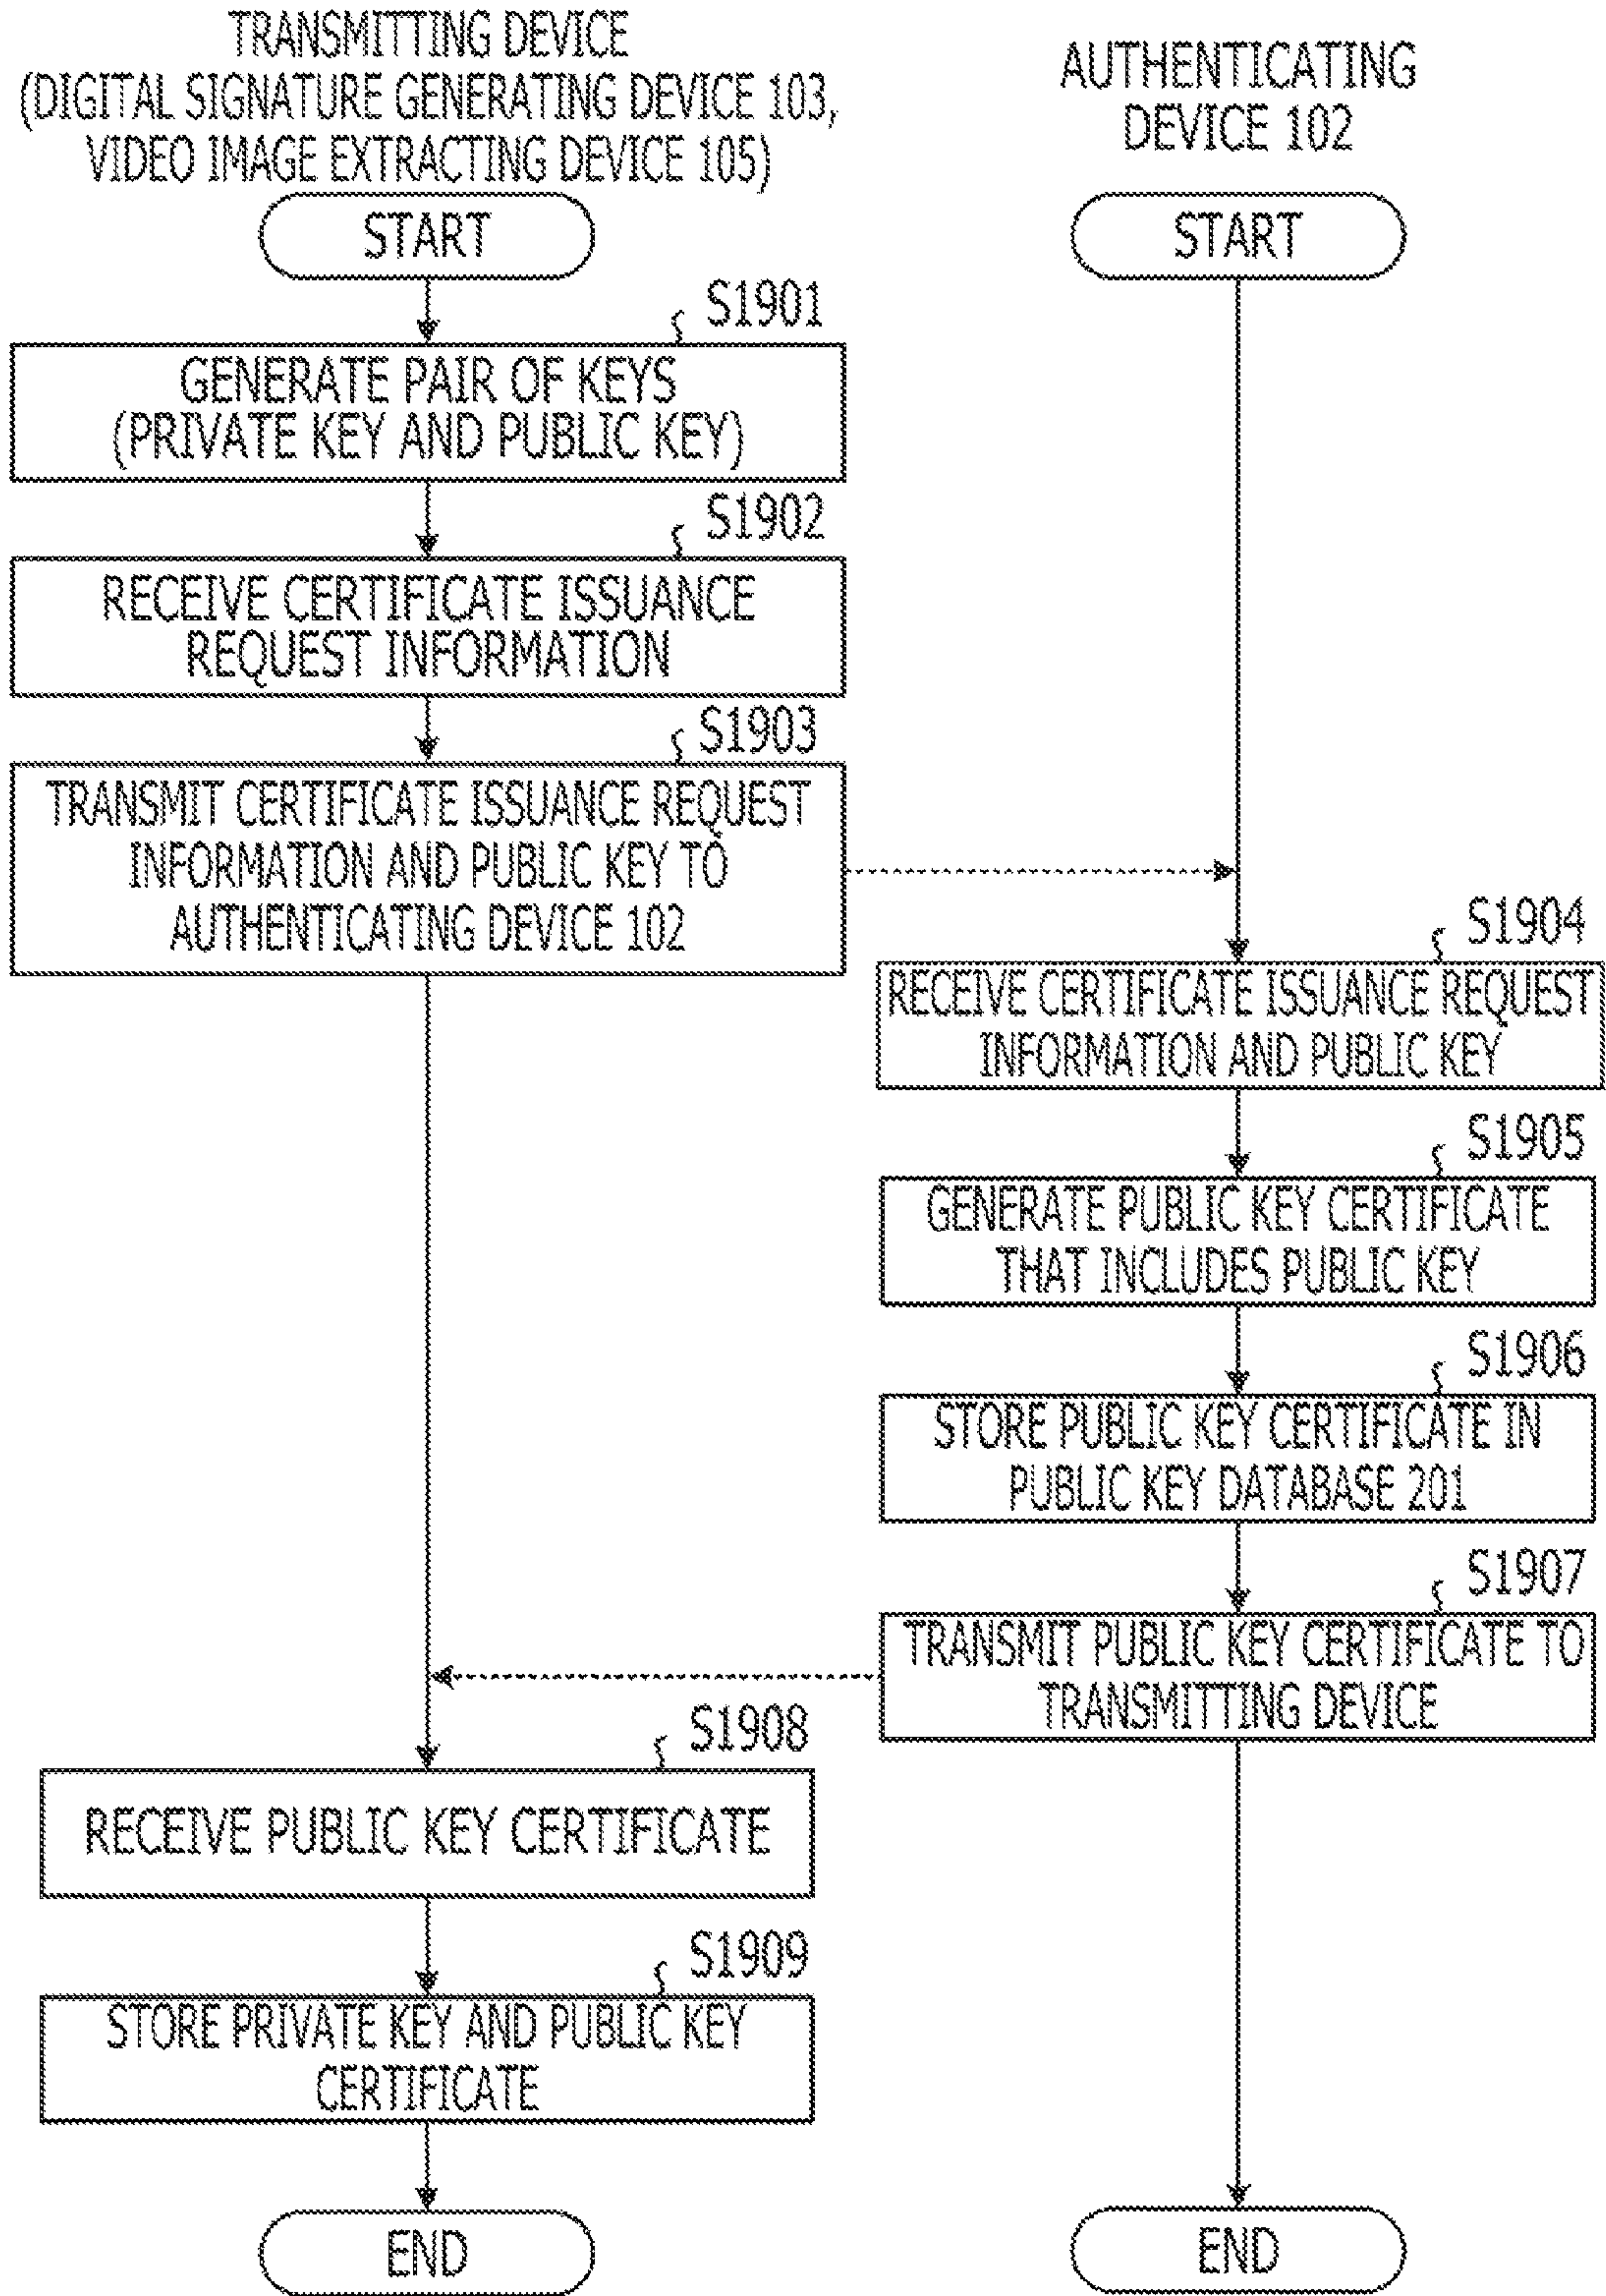 TRANSMITTING DEVICE
(DIGITAL SIGNATURE GENERATING DEVICE 103,
VIDEO IMAGE EXTRACTING DEVICE 105)
AUTHENTICATING
DEVICE 102
START
START
S1901
GENERATE PAIR OF KEYS
(PRIVATE KEY AND PUBLIC KEY)
S1902
RECEIVE CERTIFICATE ISSUANCE
REQUEST INFORMATION
S1903
TRANSMIT CERTIFICATE ISSUANCE REQUEST
INFORMATION AND PUBLIC KEY TO
AUTHENTICATING DEVICE 102
S1904
RECEIVE CERTIFICATE ISSUANCE REQUEST
INFORMATION AND PUBLIC KEY
S1905
GENERATE PUBLIC KEY CERTIFICATE
THAT INCLUDES PUBLIC KEY
S1906
STORE PUBLIC KEY CERTIFICATE IN
PUBLIC KEY DATABASE 201
S1907
TRANSMIT PUBLIC KEY CERTIFICATE TO
TRANSMITTING DEVICE
S1908
RECEIVE PUBLIC KEY CERTIFICATE
S1909
STORE PRIVATE KEY AND PUBLIC KEY
CERTIFICATE
END
END